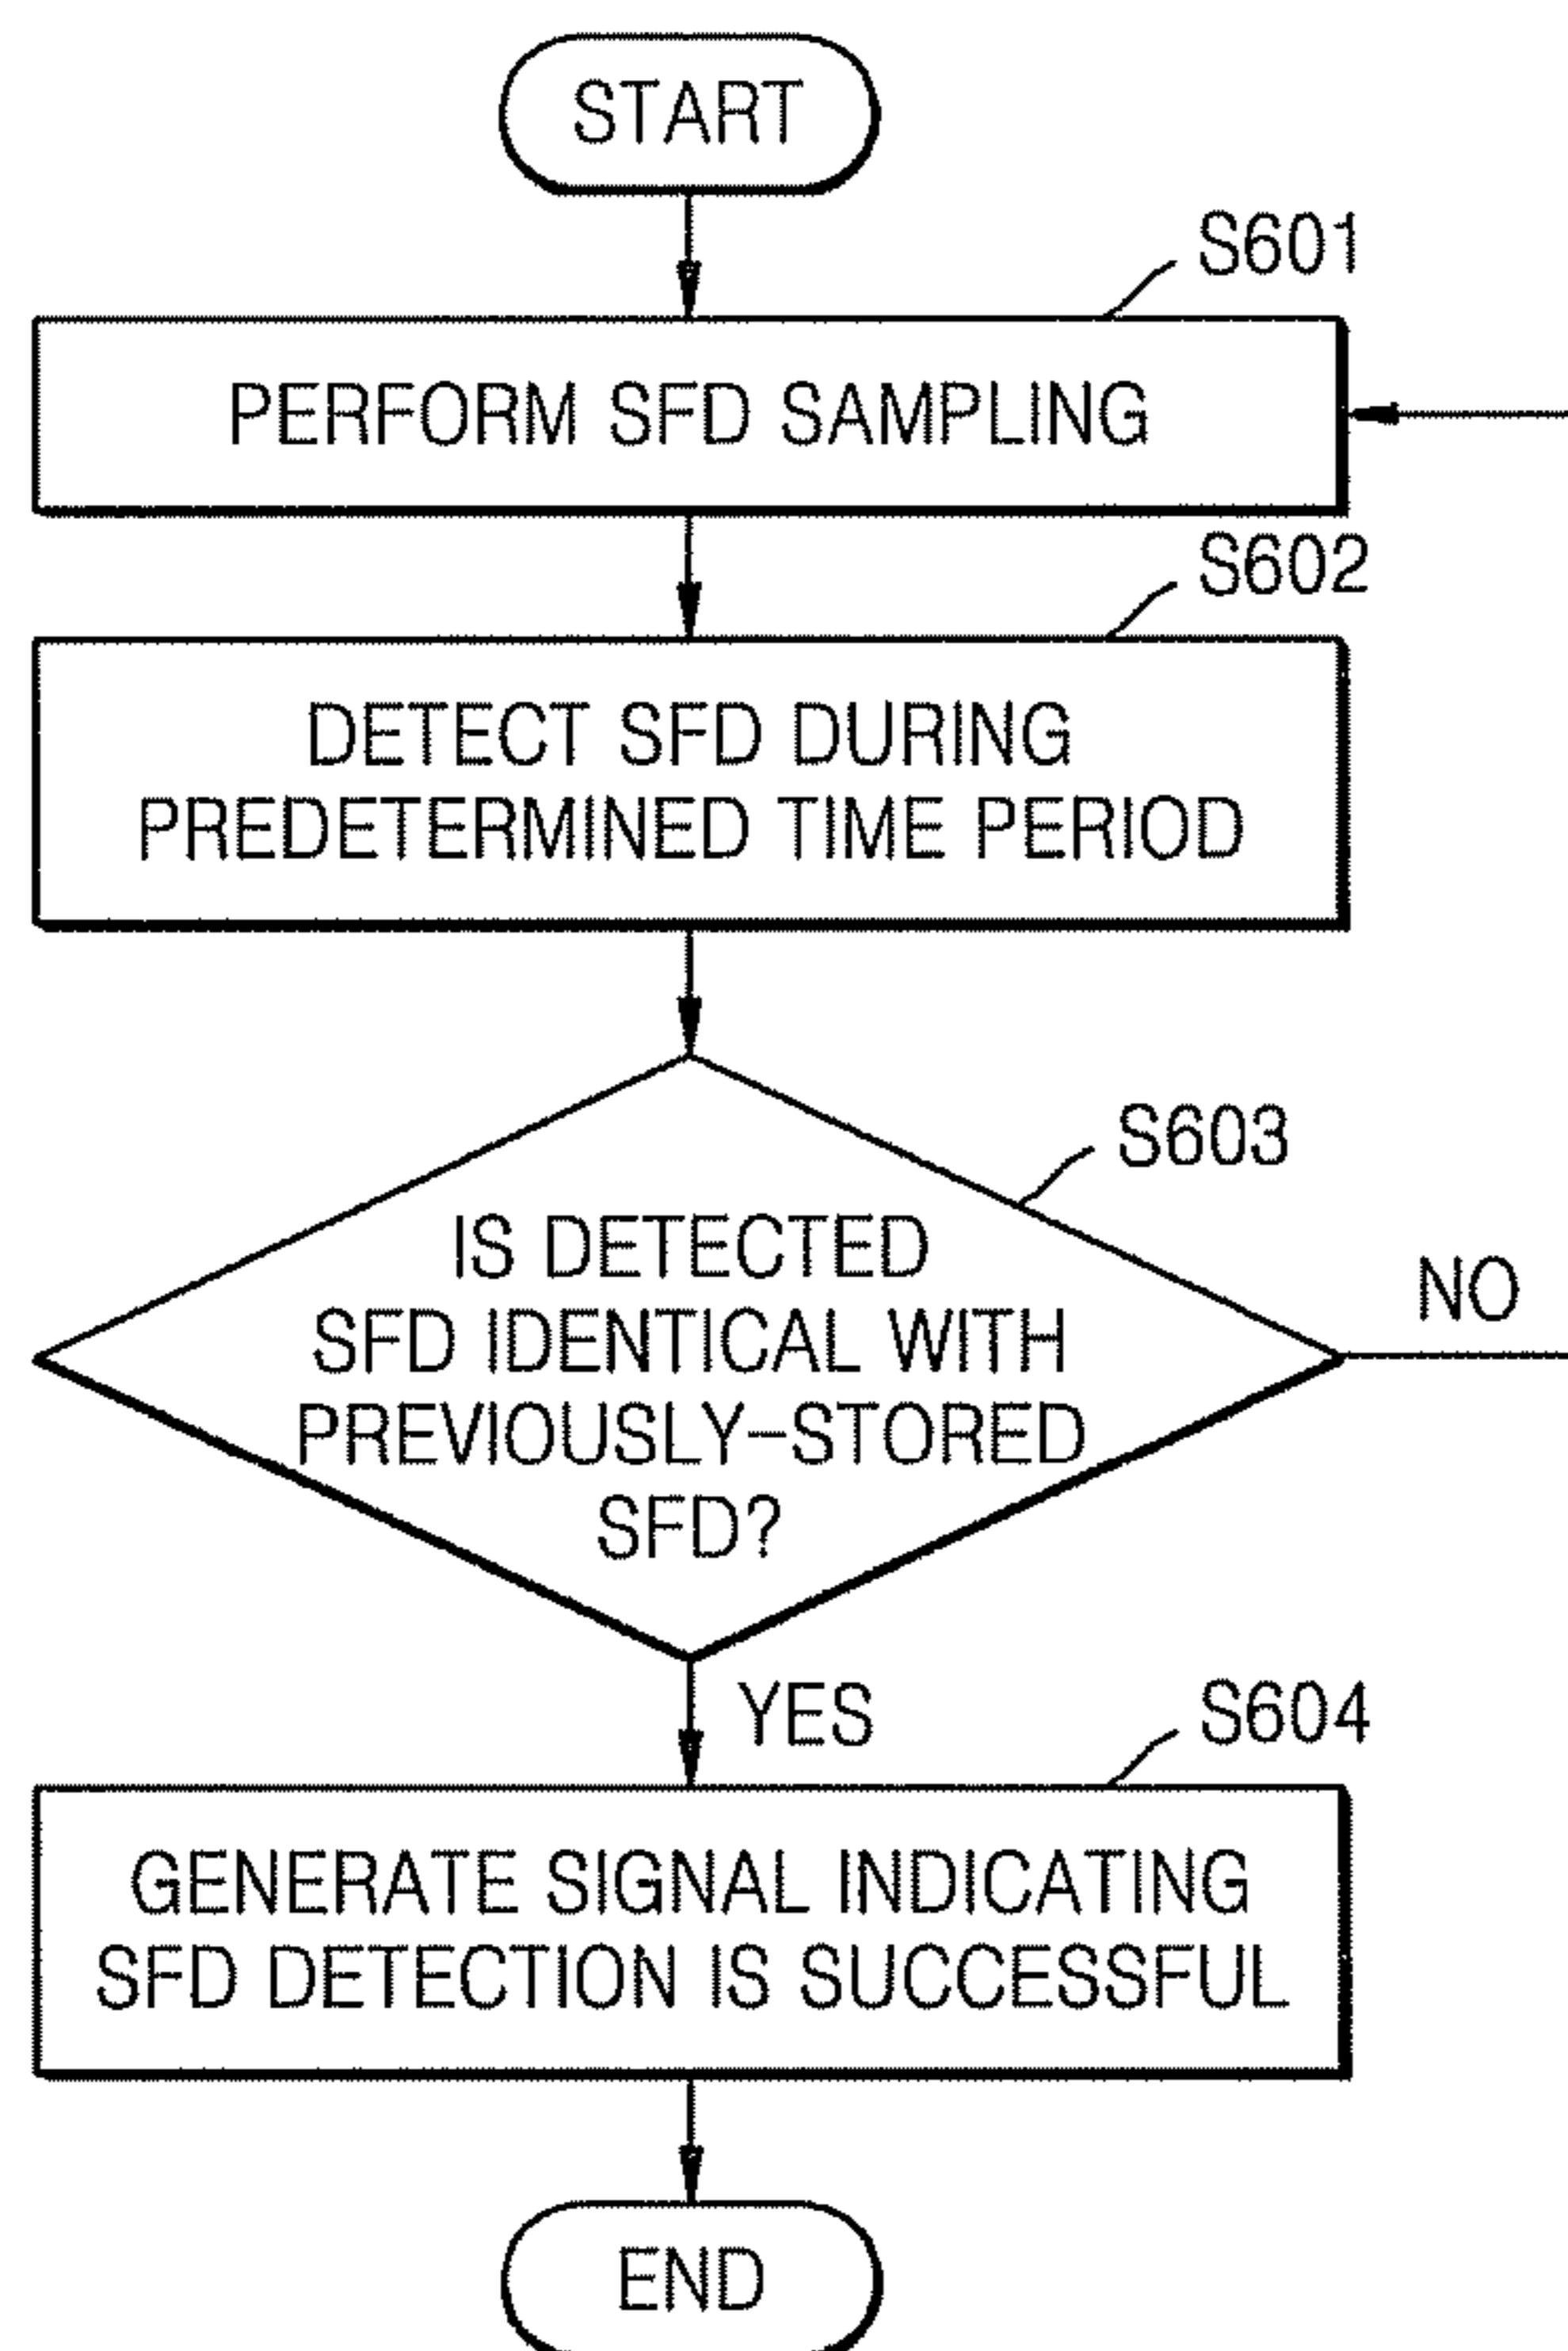 START
S601
PERFORM SFD SAMPLING
S602
DETECT SFD DURING
PREDETERMINED TIME PERIOD
S603
IS DETECTED
SFD IDENTICAL WITH
PREVIOUSLY-STORED
SFD?
NO
YES
S604
GENERATE SIGNAL INDICATING
SFD DETECTION IS SUCCESSFUL
END